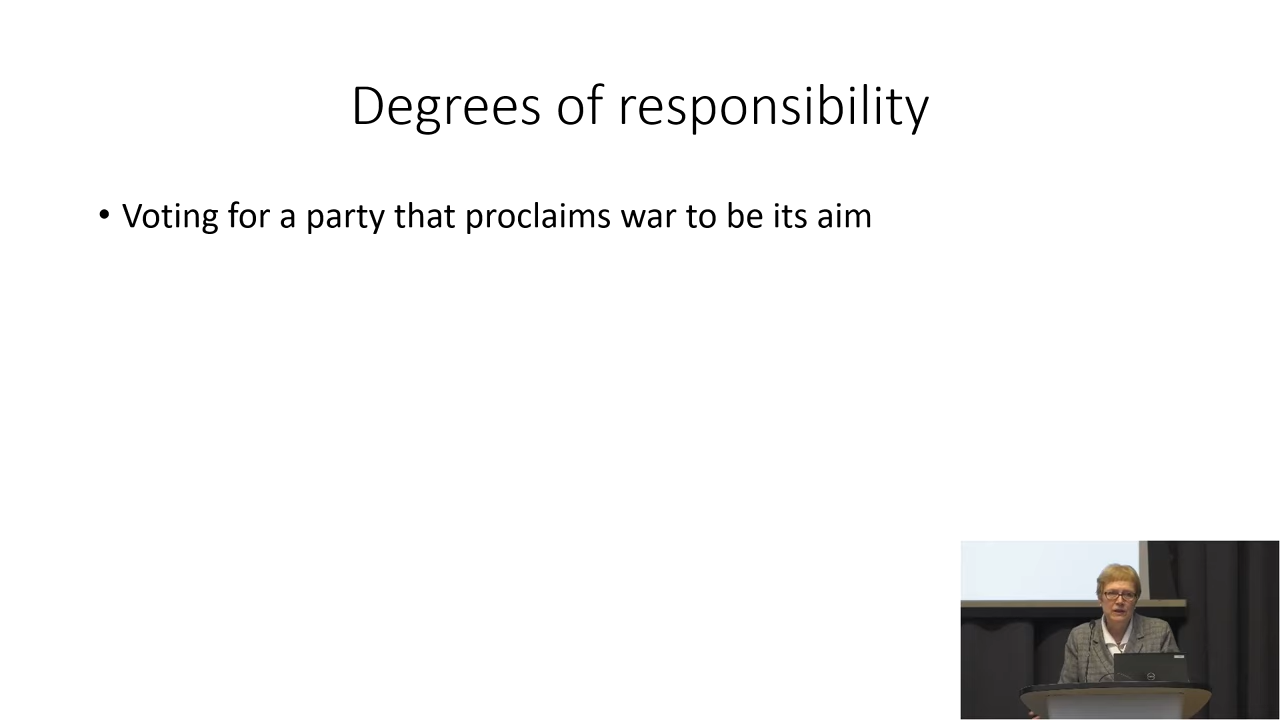 Degrees of responsibility
• Voting for a party that proclaims war to be its aim